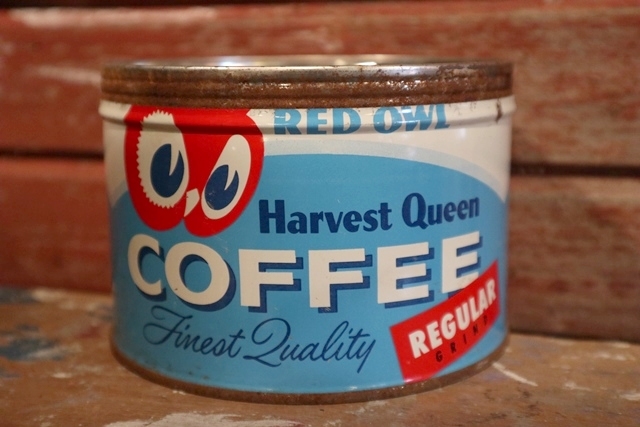 RED OWL
Harvest Queen
COFFEE
Finest Quality
REGULAR
GRIND